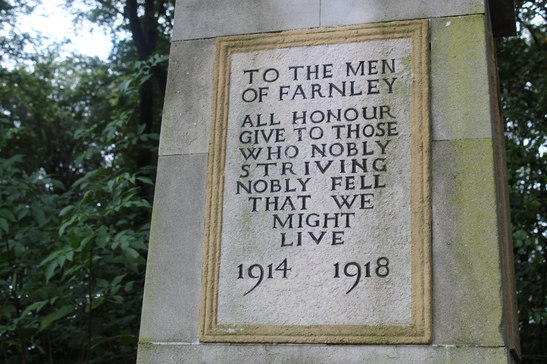 TO THE MEN
OF FARNLEY
ALL HONOUR
GIVE TO THOSE
WHO NOBLY
STRIVING
NOBLY FELL
THAT WE
MIGHT
LIVE
1914 1918